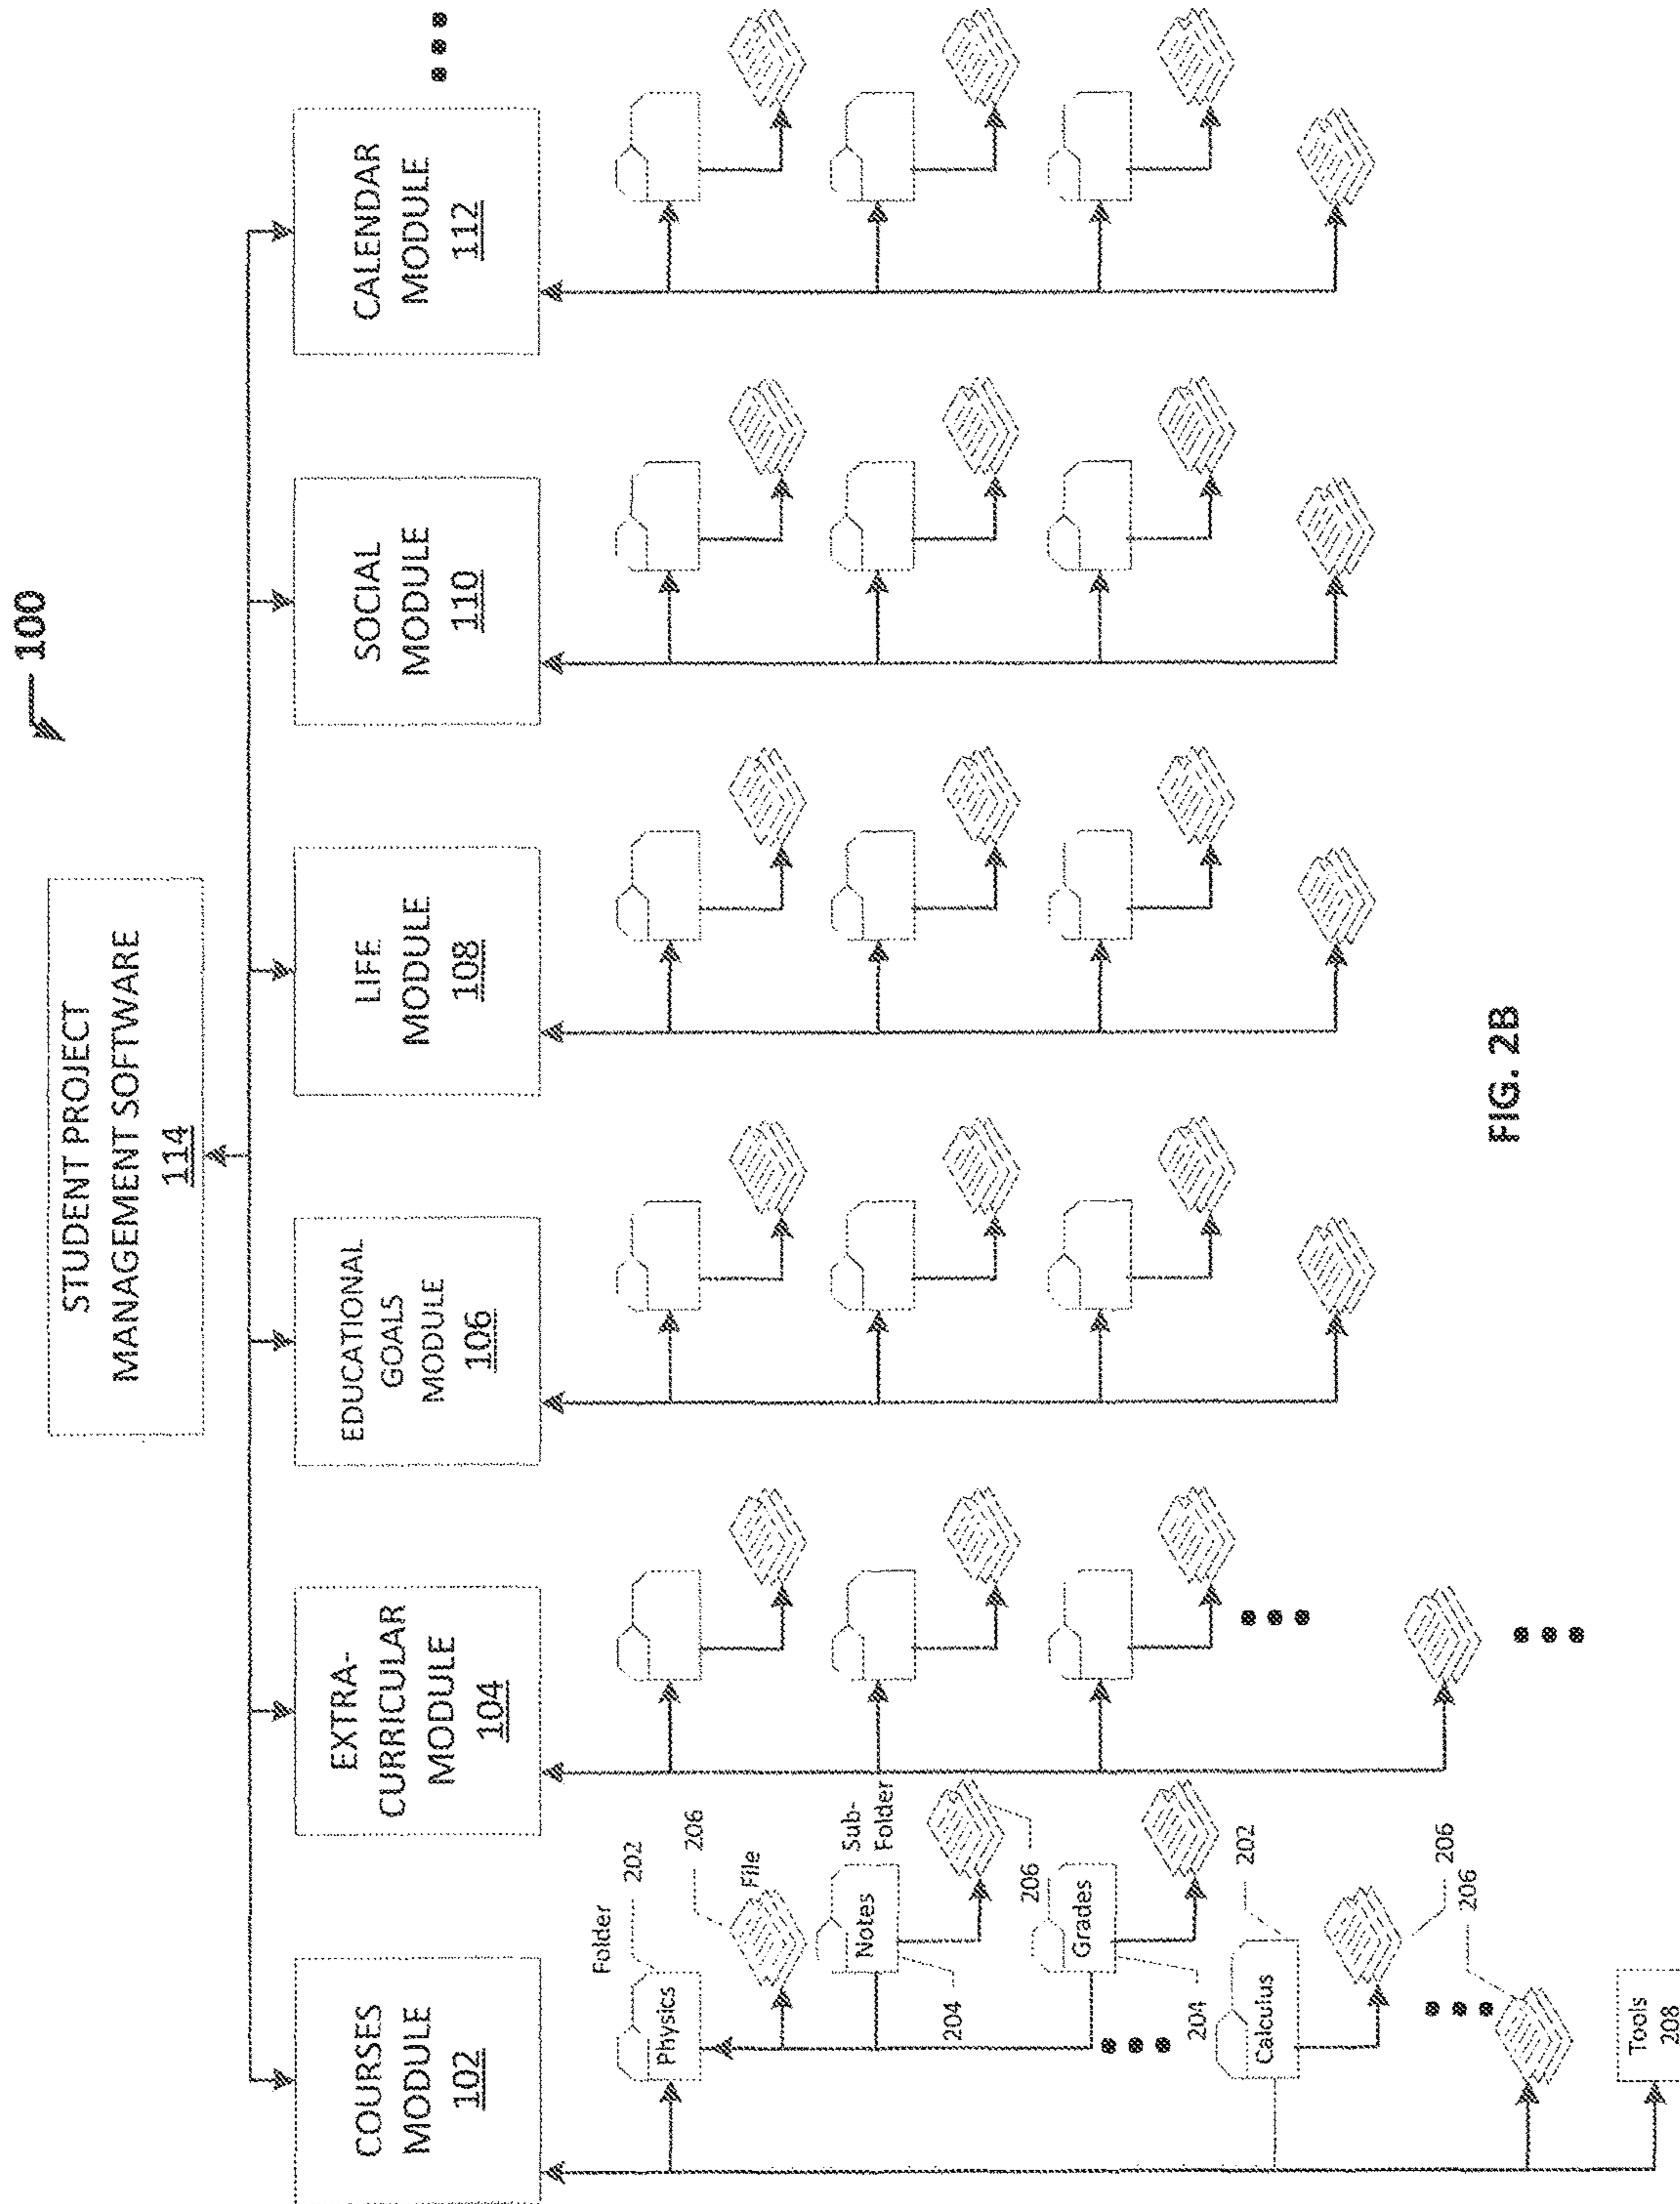 100
STUDENT PROJECT
MANAGEMENT SOFTWARE
114
COURSES
MODULE
102
EXTRA-
CURRICULAR
MODULE
104
EDUCATIONAL
GOALS
MODULE
106
LIFE
MODULE
108
SOCIAL
MODULE
110
CALENDAR
MODULE
112
Folder
202
Physics
206
File
Sub-
Folder
Notes
204
206
Grades
204
202
Calculus
206
206
Tools
208
FIG. 2B